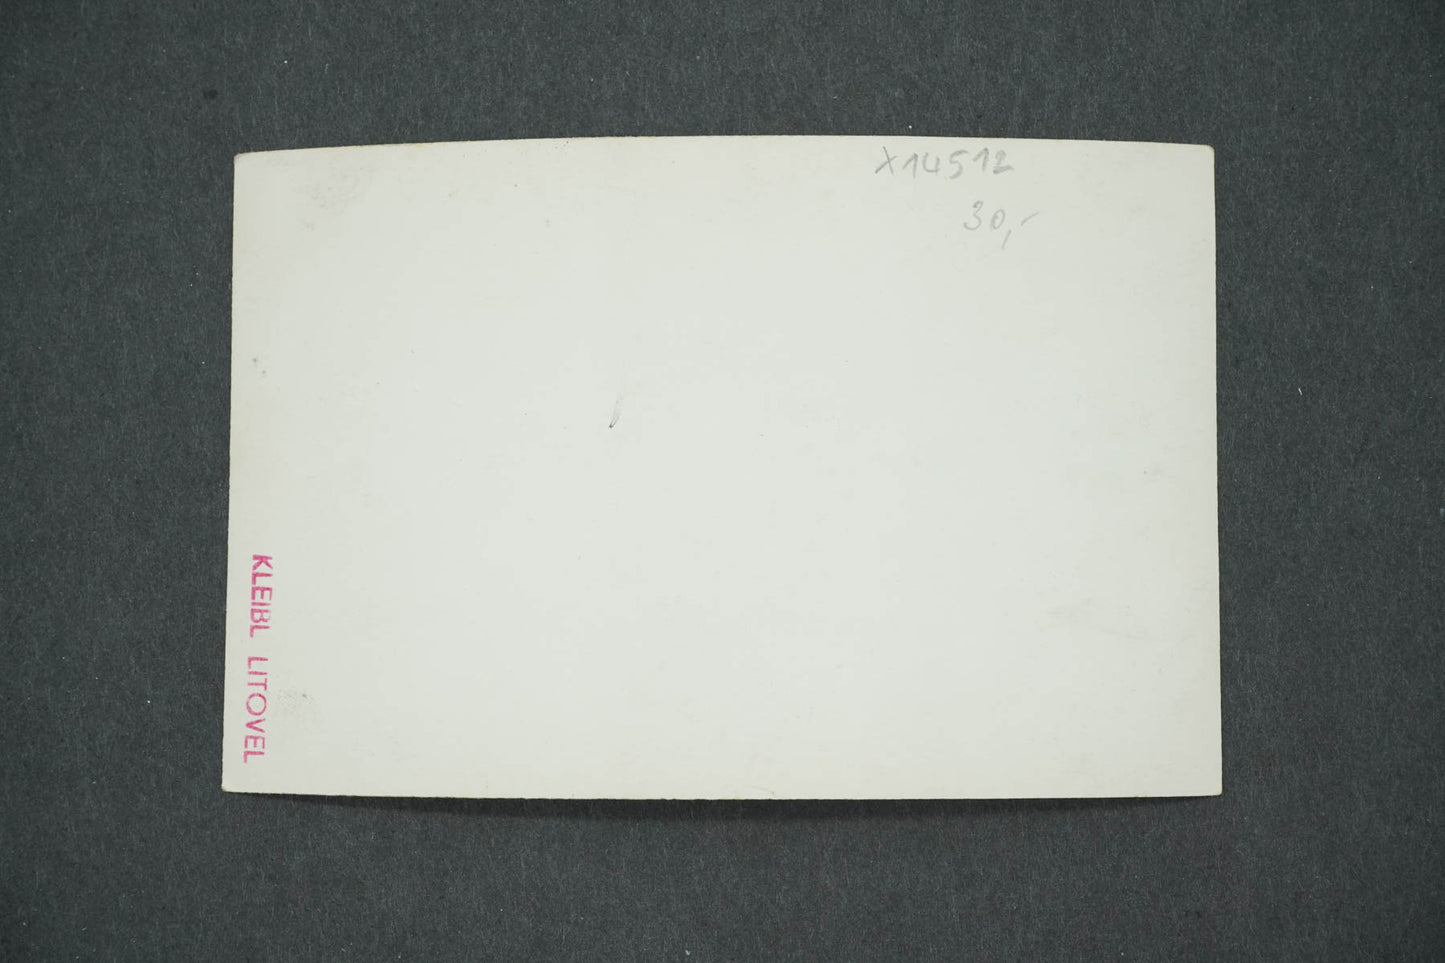 X14512
30,-
KLEIBL LITOVEL